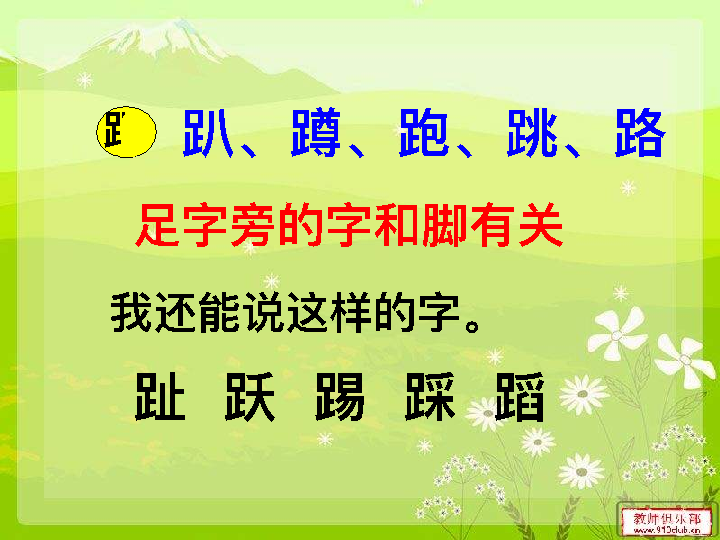 ⻊ 趴、蹲、跑、跳、路
足字旁的字和脚有关
我还能说这样的字。
趾 跃 踢 踩 蹈
教师俱乐部
www.910club.cn